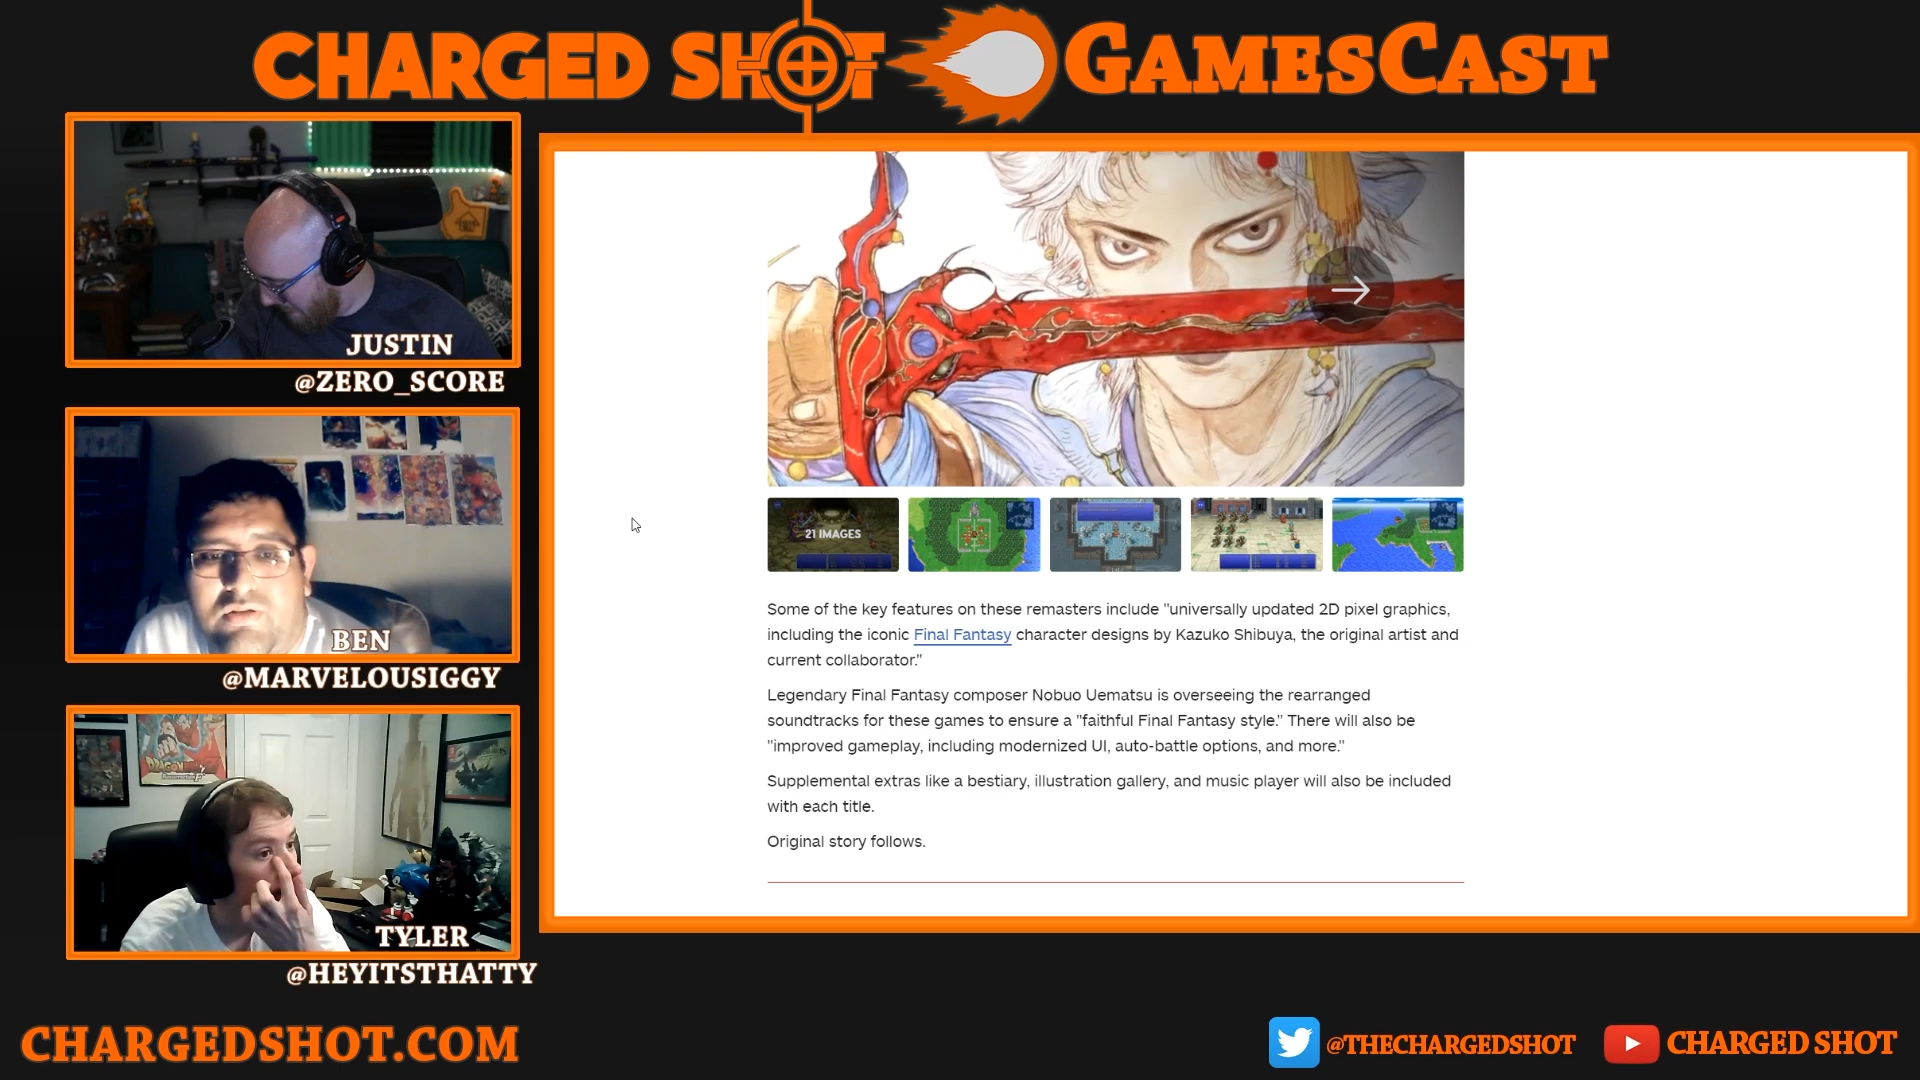 CHARGED SHOT GAMESCAST
JUSTIN
@ZERO_SCORE
BEN
@MARVELOUSIGGY
TYLER
@HEYITSTHATTY
21 IMAGES
Some of the key features on these remasters include "universally updated 2D pixel graphics,
including the iconic Final Fantasy character designs by Kazuko Shibuya, the original artist and
current collaborator."
Legendary Final Fantasy composer Nobuo Uematsu is overseeing the rearranged
soundtracks for these games to ensure a "faithful Final Fantasy style." There will also be
"improved gameplay, including modernized UI, auto-battle options, and more."
Supplemental extras like a bestiary, illustration gallery, and music player will also be included
with each title.
Original story follows.
CHARGEDSHOT.COM
@THECHARGEDSHOT
CHARGED SHOT